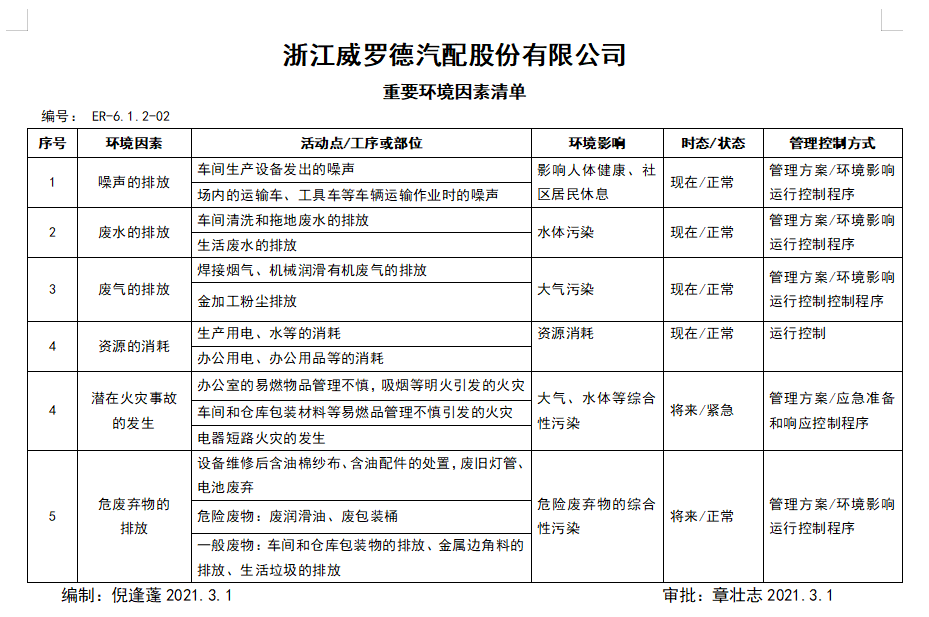 浙江威罗德汽配股份有限公司
重要环境因素清单
编号： ER-6.1.2-02
序号 环境因素 活动点/工序或部位 环境影响 时态/状态 管理控制方式
1 噪声的排放 车间生产设备发出的噪声 影响人体健康、社 现在/正常 管理方案/环境影响
场内的运输车、工具车等车辆运输作业时的噪声 区居民休息 运行控制程序
2 废水的排放 车间清洗和拖地废水的排放 水体污染 现在/正常 管理方案/环境影响
生活废水的排放 运行控制程序
3 废气的排放 焊接烟气、机械润滑有机废气的排放 大气污染 现在/正常 管理方案/环境影响
金加工粉尘排放 运行控制控制程序
4 资源的消耗 生产用电、水等的消耗 资源消耗 现在/正常 运行控制
办公用电、办公用品等的消耗
4 潜在火灾事故 办公室的易燃物品管理不慎，吸烟等明火引发的火灾 大气、水体等综合 将来/紧急 管理方案/应急准备
的发生 车间和仓库包装材料等易燃品管理不慎引发的火灾 性污染 和响应控制程序
电器短路火灾的发生
5 危废弃物的 设备维修后含油棉纱布、含油配件的处置，废旧灯管、 危险废弃物的综合 将来/正常 管理方案/环境影响
排放 电池废弃 性污染 运行控制程序
危险废物：废润滑油、废包装桶
一般废物：车间和仓库包装物的排放、金属边角料的
排放、生活垃圾的排放
编制：倪逢蓬 2021.3.1 审批：章壮志 2021.3.1